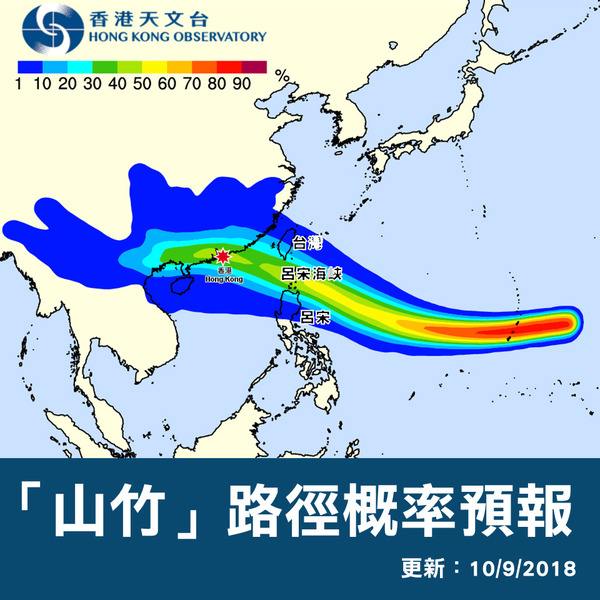 香港天文台
HONG KONG OBSERVATORY
%
1 10 20 30 40 50 60 70 80 90
台灣
香港
Hong Kong
呂宋海峽
呂宋
「山竹」路徑概率預報
更新：10/9/2018